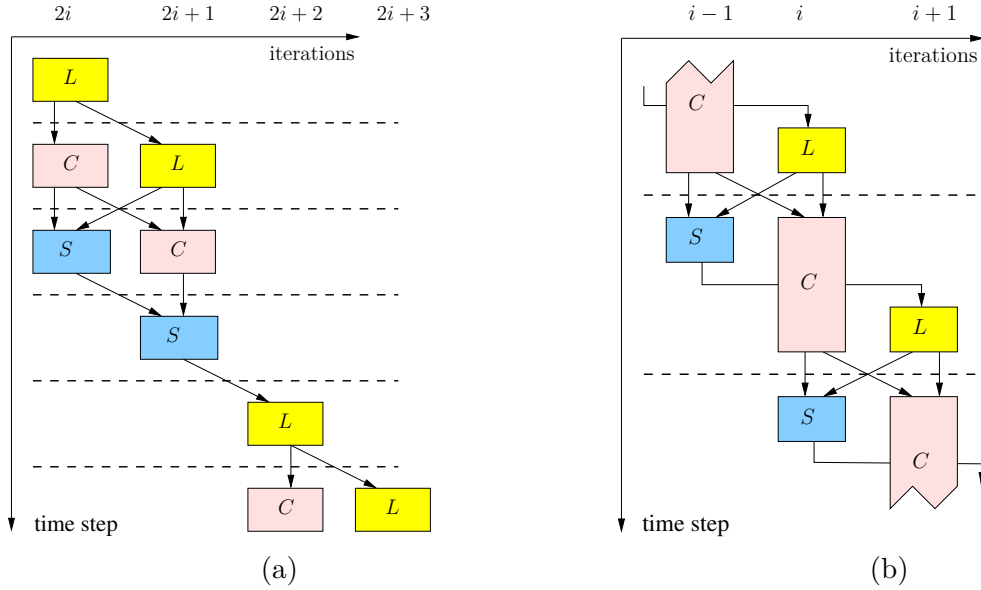 2i 2i + 1 2i + 2 2i + 3
iterations
L
C L
S C
S
L
C L
time step
(a)
i − 1 i i + 1
iterations
C
L
S
C
L
S
C
time step
(b)